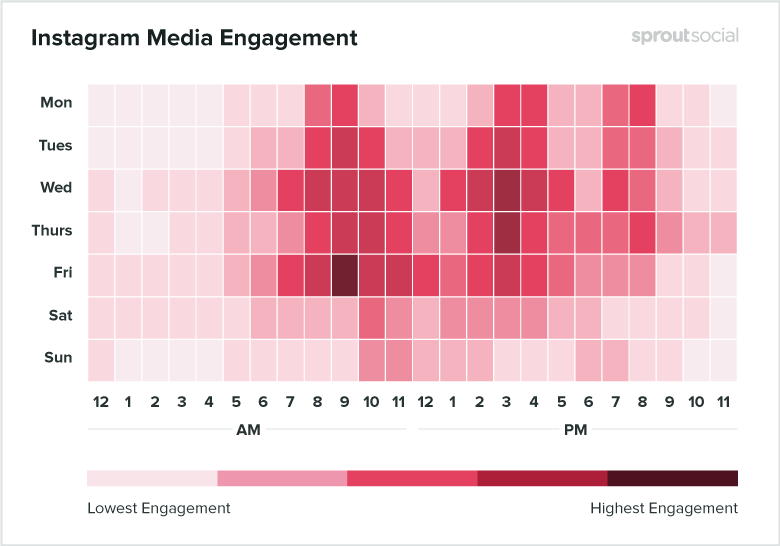 Instagram Media Engagement
sproutsocial
Mon
Tues
Wed
Thurs
Fri
Sat
Sun
12 1 2 3 4 5 6 7 8 9 10 11 12 1 2 3 4 5 6 7 8 9 10 11
AM PM
Lowest Engagement Highest Engagement